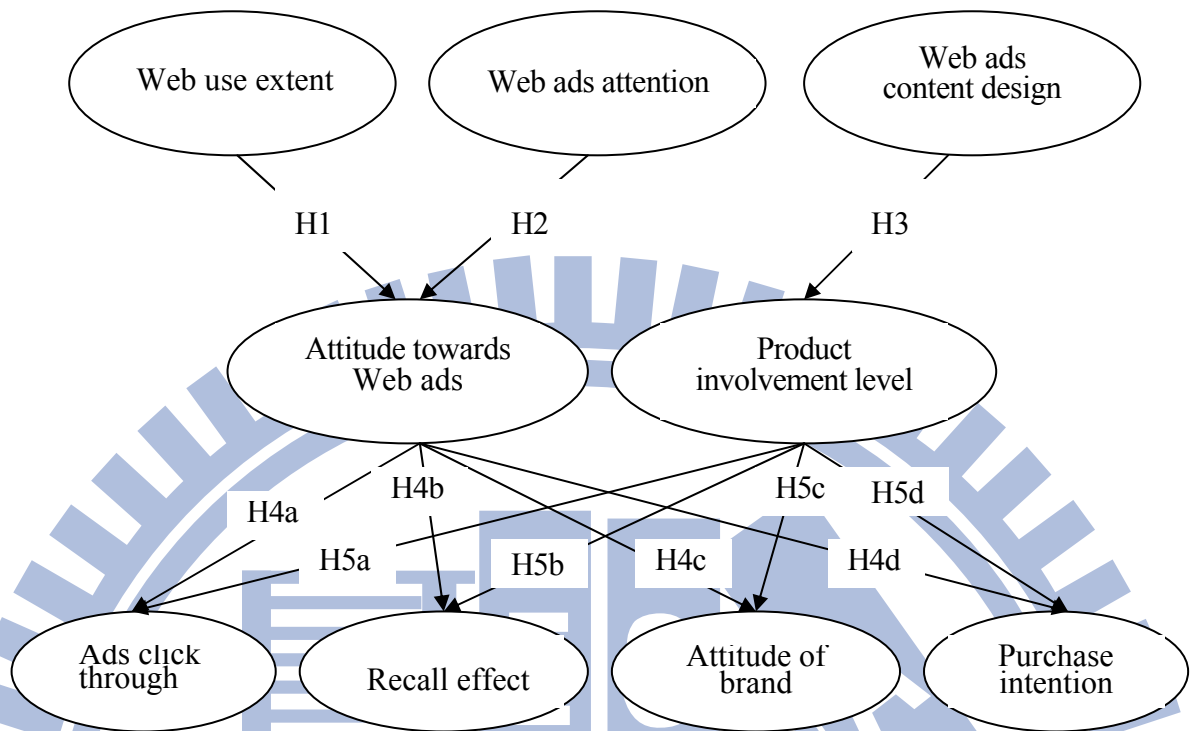 Web use extent
Web ads attention
Web ads
content design
H1
H2
H3
Attitude towards
Web ads
Product
involvement level
H4a
H4b
H5c
H5d
H5a
H5b
H4c
H4d
Ads click
through
Recall effect
Attitude of
brand
Purchase
intention